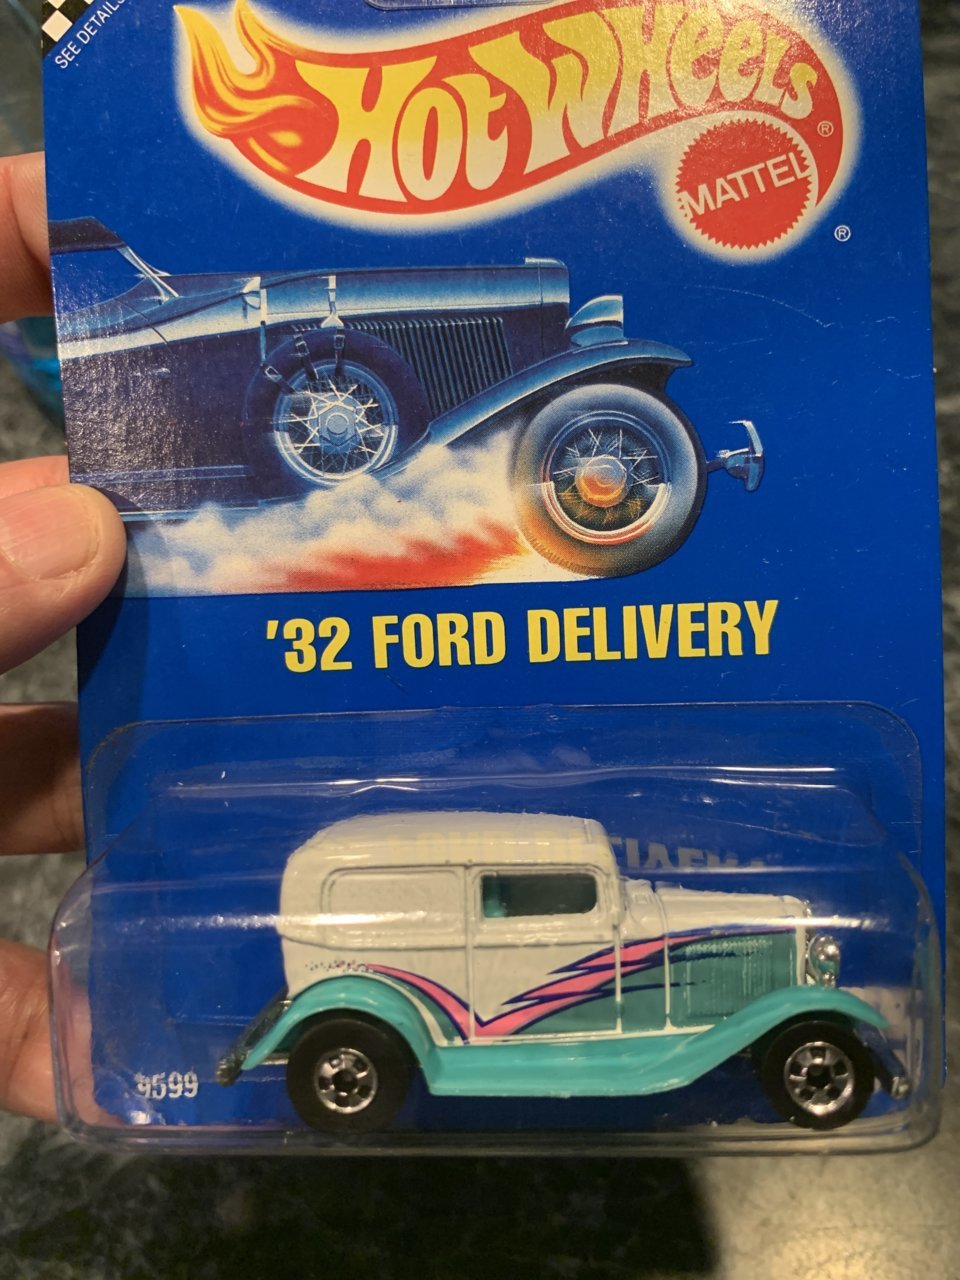 SEE DETAILS
HOT WHEELS®
MATTEL
®
'32 FORD DELIVERY
9599